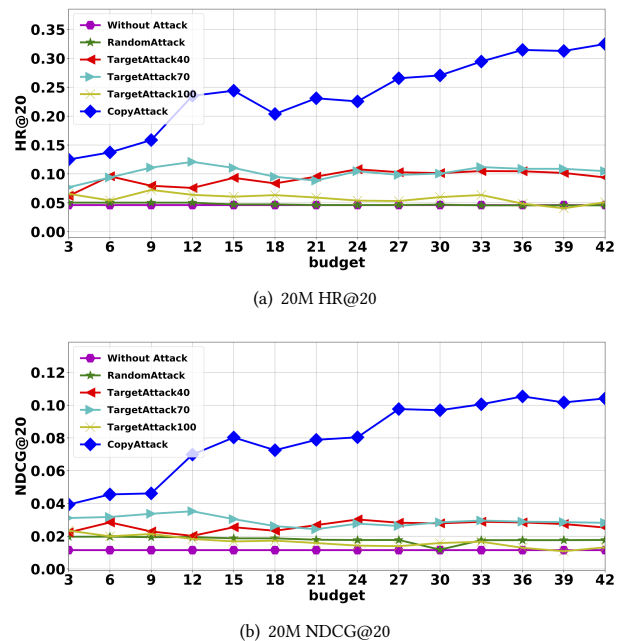 HR@20
0.35
0.30
0.25
0.20
0.15
0.10
0.05
0.00
Without Attack
RandomAttack
TargetAttack40
TargetAttack70
TargetAttack100
CopyAttack
3 6 9 12 15 18 21 24 27 30 33 36 39 42
budget
(a) 20M HR@20
NDCG@20
0.12
0.10
0.08
0.06
0.04
0.02
0.00
Without Attack
RandomAttack
TargetAttack40
TargetAttack70
TargetAttack100
CopyAttack
3 6 9 12 15 18 21 24 27 30 33 36 39 42
budget
(b) 20M NDCG@20